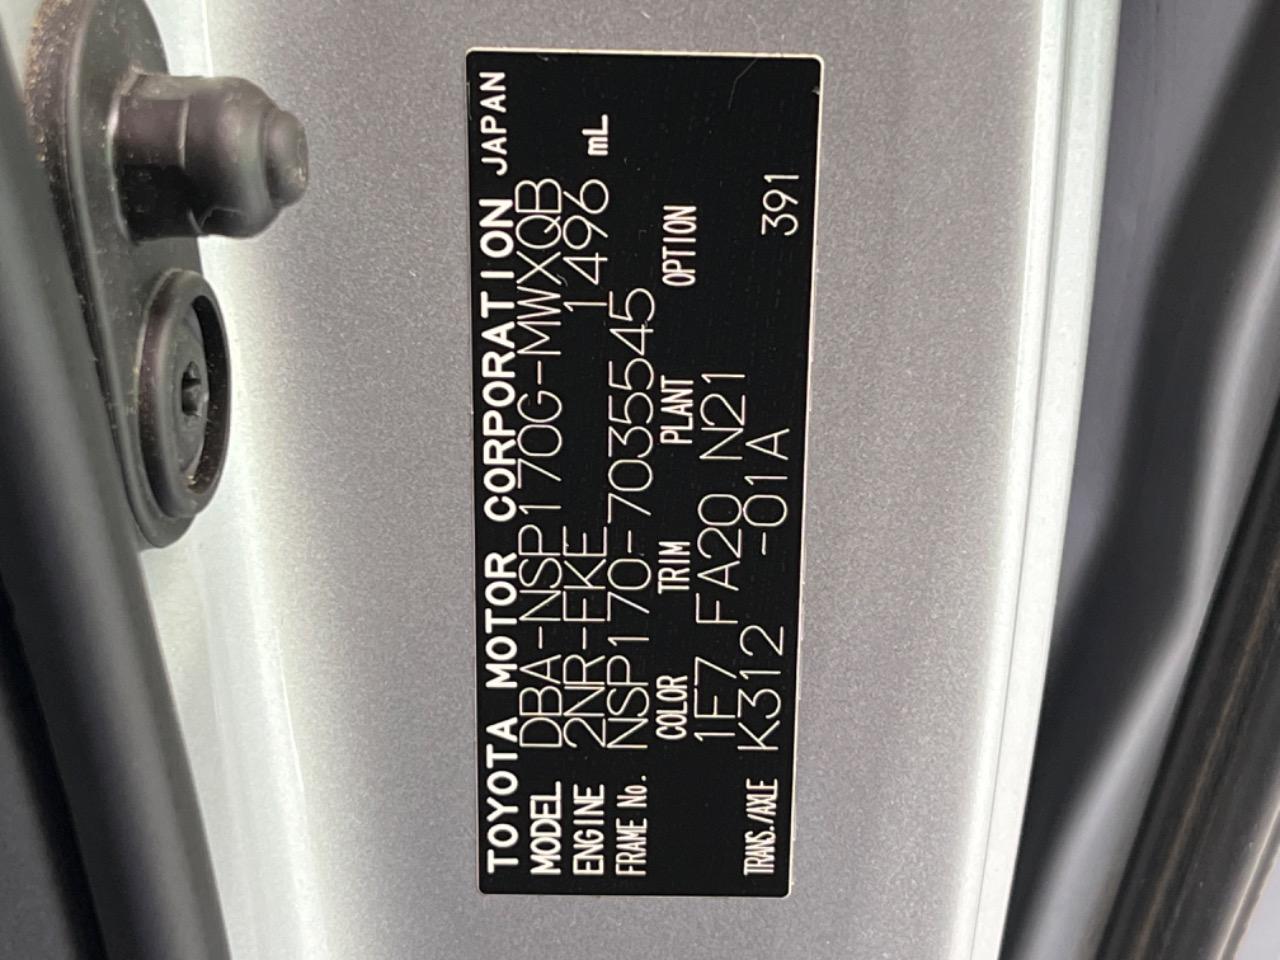 TOYOTA MOTOR CORPORATION JAPAN
MODEL DBA-NSP170G-MWXQB
ENGINE 2NR-FKE 1496 mL
FRAME No. NSP170-7035545
COLOR TRIM PLANT OPTION
1F7 FA20 N21
TRANS./AXLE K312 -01A 391